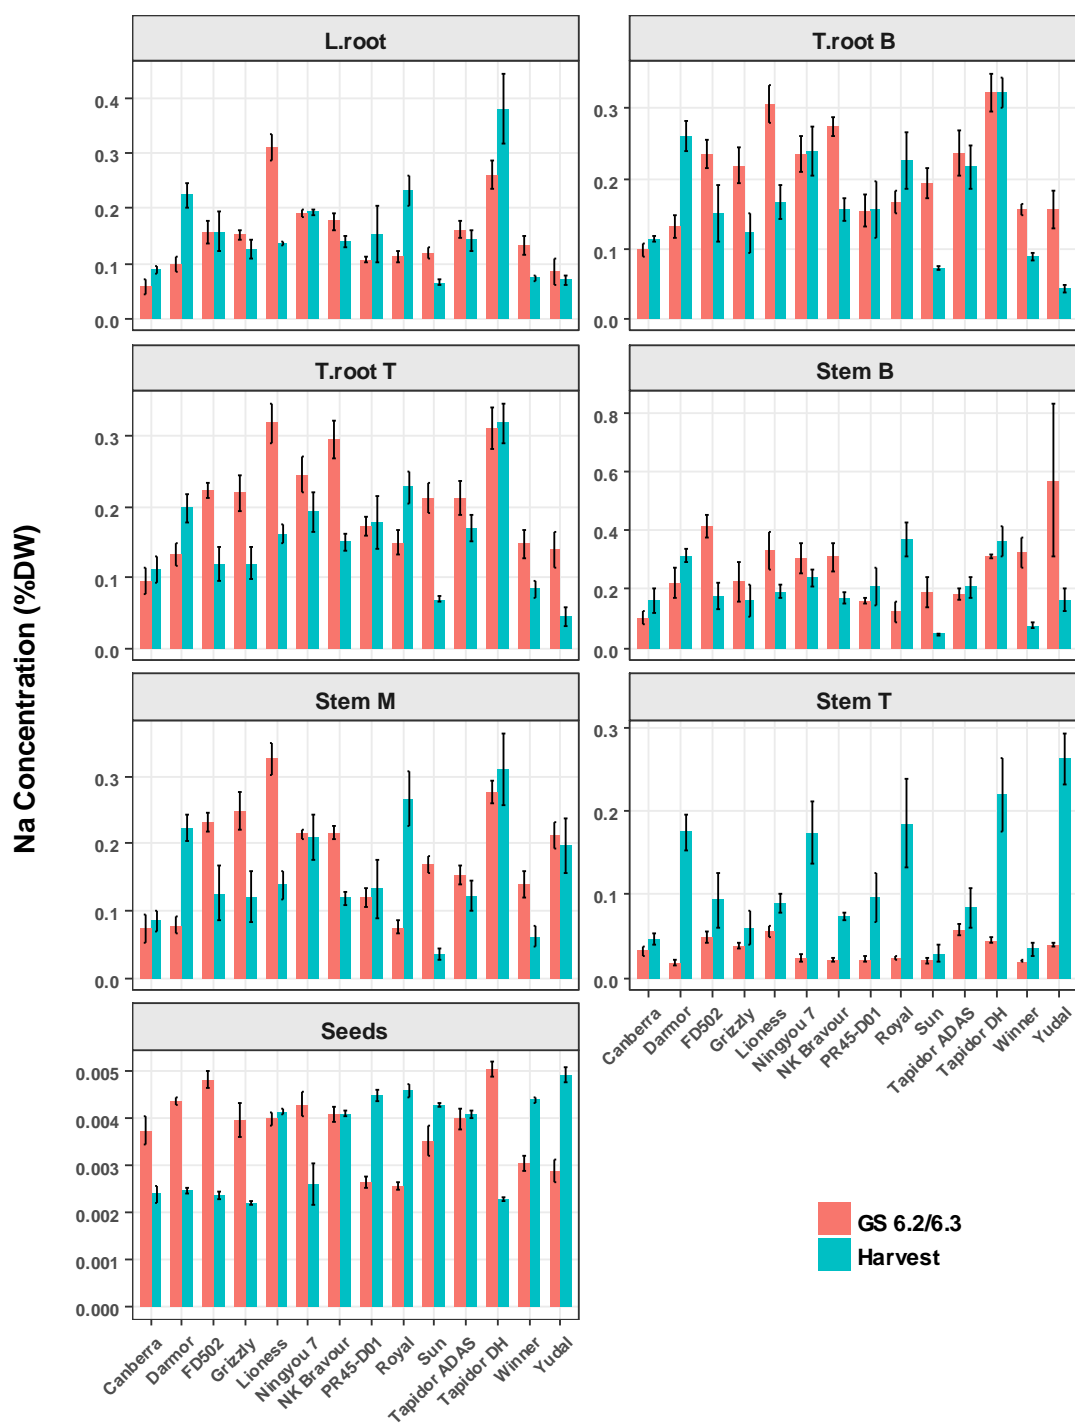 L.root
T.root B
0.4
0.3
0.2
0.1
0.0
0.3
0.2
0.1
0.0
T.root T
Stem B
0.3
0.2
0.1
0.0
0.8
0.6
0.4
0.2
0.0
Na Concentration (%DW)
Stem M
Stem T
0.3
0.2
0.1
0.0
0.3
0.2
0.1
0.0
Canberra
Darmor
FD502
Grizzly
Lioness
Ningyou 7
NK Bravour
PR45-D01
Royal
Sun
Tapidor ADAS
Tapidor DH
Winner
Yudal
Seeds
0.005
0.004
0.003
0.002
0.001
0.000
Canberra
Darmor
FD502
Grizzly
Lioness
Ningyou 7
NK Bravour
PR45-D01
Royal
Sun
Tapidor ADAS
Tapidor DH
Winner
Yudal
GS 6.2/6.3
Harvest